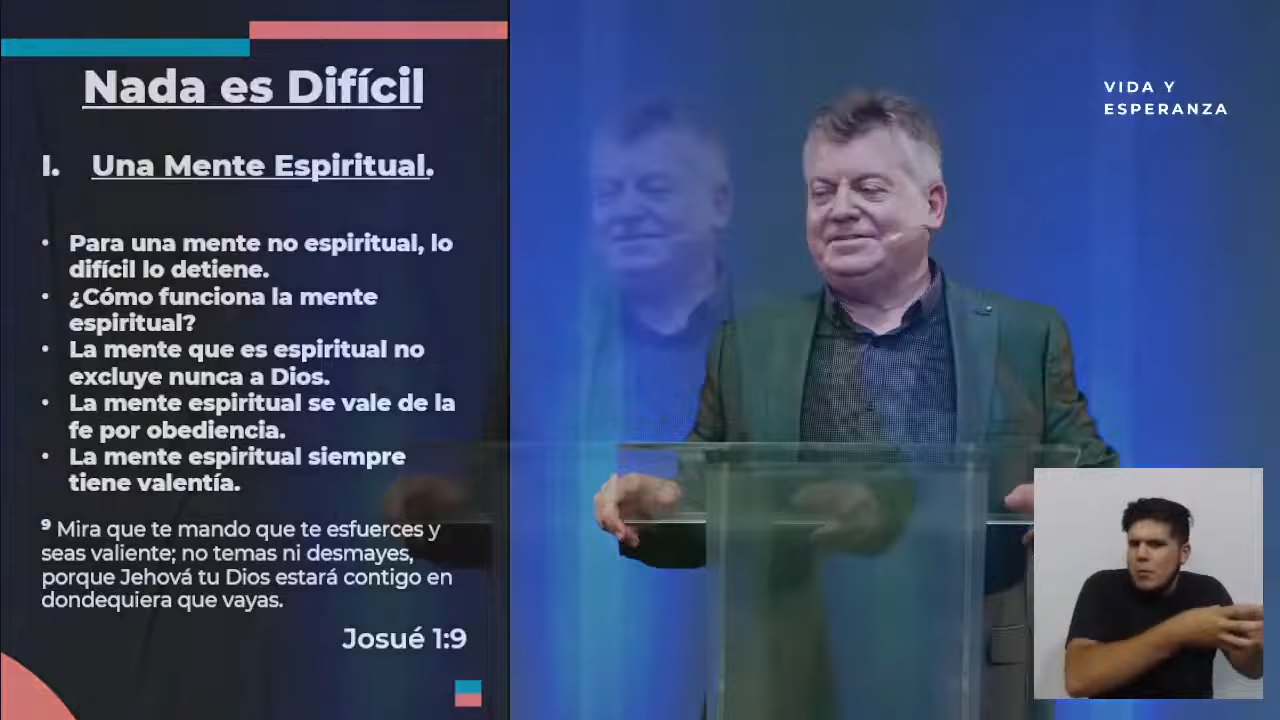 Nada es Difícil
I. Una Mente Espiritual.
• Para una mente no espiritual, lo
difícil lo detiene.
• ¿Cómo funciona la mente
espiritual?
• La mente que es espiritual no
excluye nunca a Dios.
• La mente espiritual se vale de la
fe por obediencia.
• La mente espiritual siempre
tiene valentía.
⁹ Mira que te mando que te esfuerces y
seas valiente; no temas ni desmayes,
porque Jehová tu Dios estará contigo en
dondequiera que vayas.
Josué 1:9
VIDA Y
ESPERANZA